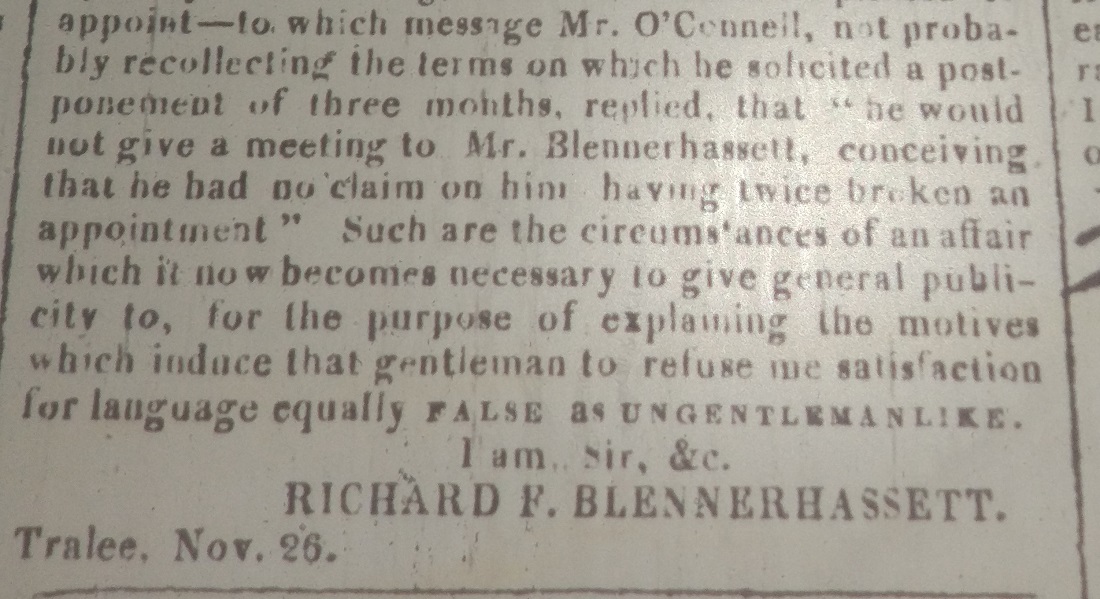 appoint—to which message Mr. O'Connell, not proba-
bly recollecting the terms on which he solicited a post-
ponement of three months, replied, that “ he would
not give a meeting to Mr. Blennerhassett, conceiving
that he had no claim on him having twice broken an
appointment ” Such are the circumstances of an affair
which it now becomes necessary to give general publi-
city to, for the purpose of explaining the motives
which induce that gentleman to refuse me satisfaction
for language equally FALSE as UNGENTLEMANLIKE.
I am, Sir, &c.
RICHARD F. BLENNERHASSETT.
Tralee, Nov. 26.